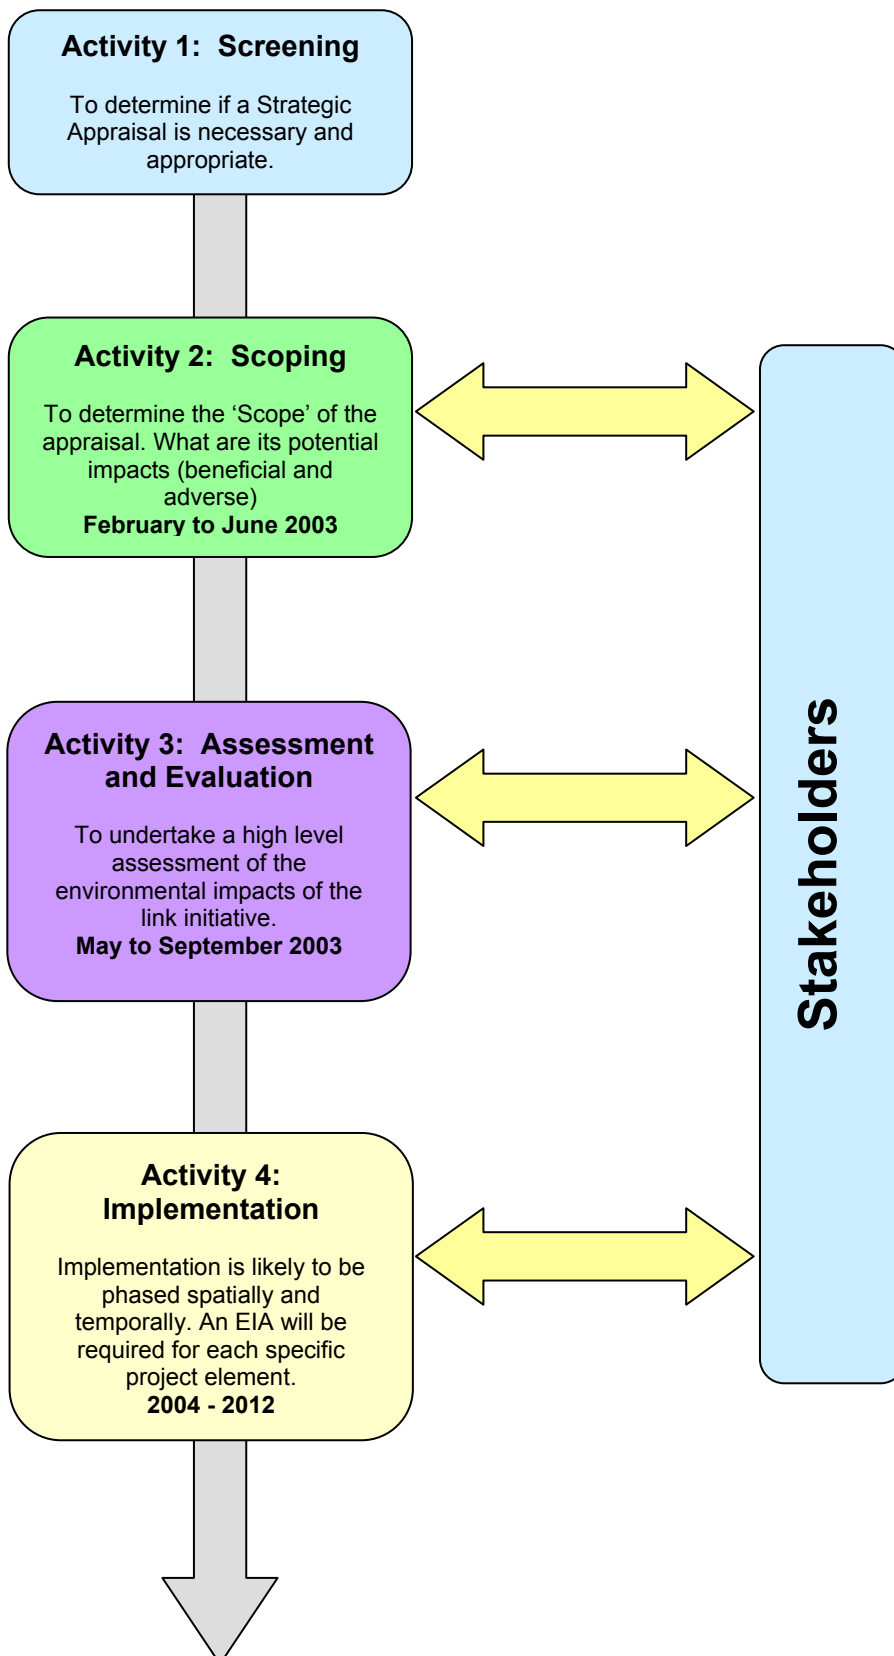 Activity 1:  Screening
To determine if a Strategic
Appraisal is necessary and
appropriate.
Activity 2:  Scoping
To determine the ‘Scope’ of the
appraisal. What are its potential
impacts (beneficial and
adverse)
February to June 2003
Activity 3:  Assessment
and Evaluation
To undertake a high level
assessment of the
environmental impacts of the
link initiative.
May to September 2003
Activity 4:
Implementation
Implementation is likely to be
phased spatially and
temporally. An EIA will be
required for each specific
project element.
2004 - 2012
Stakeholders